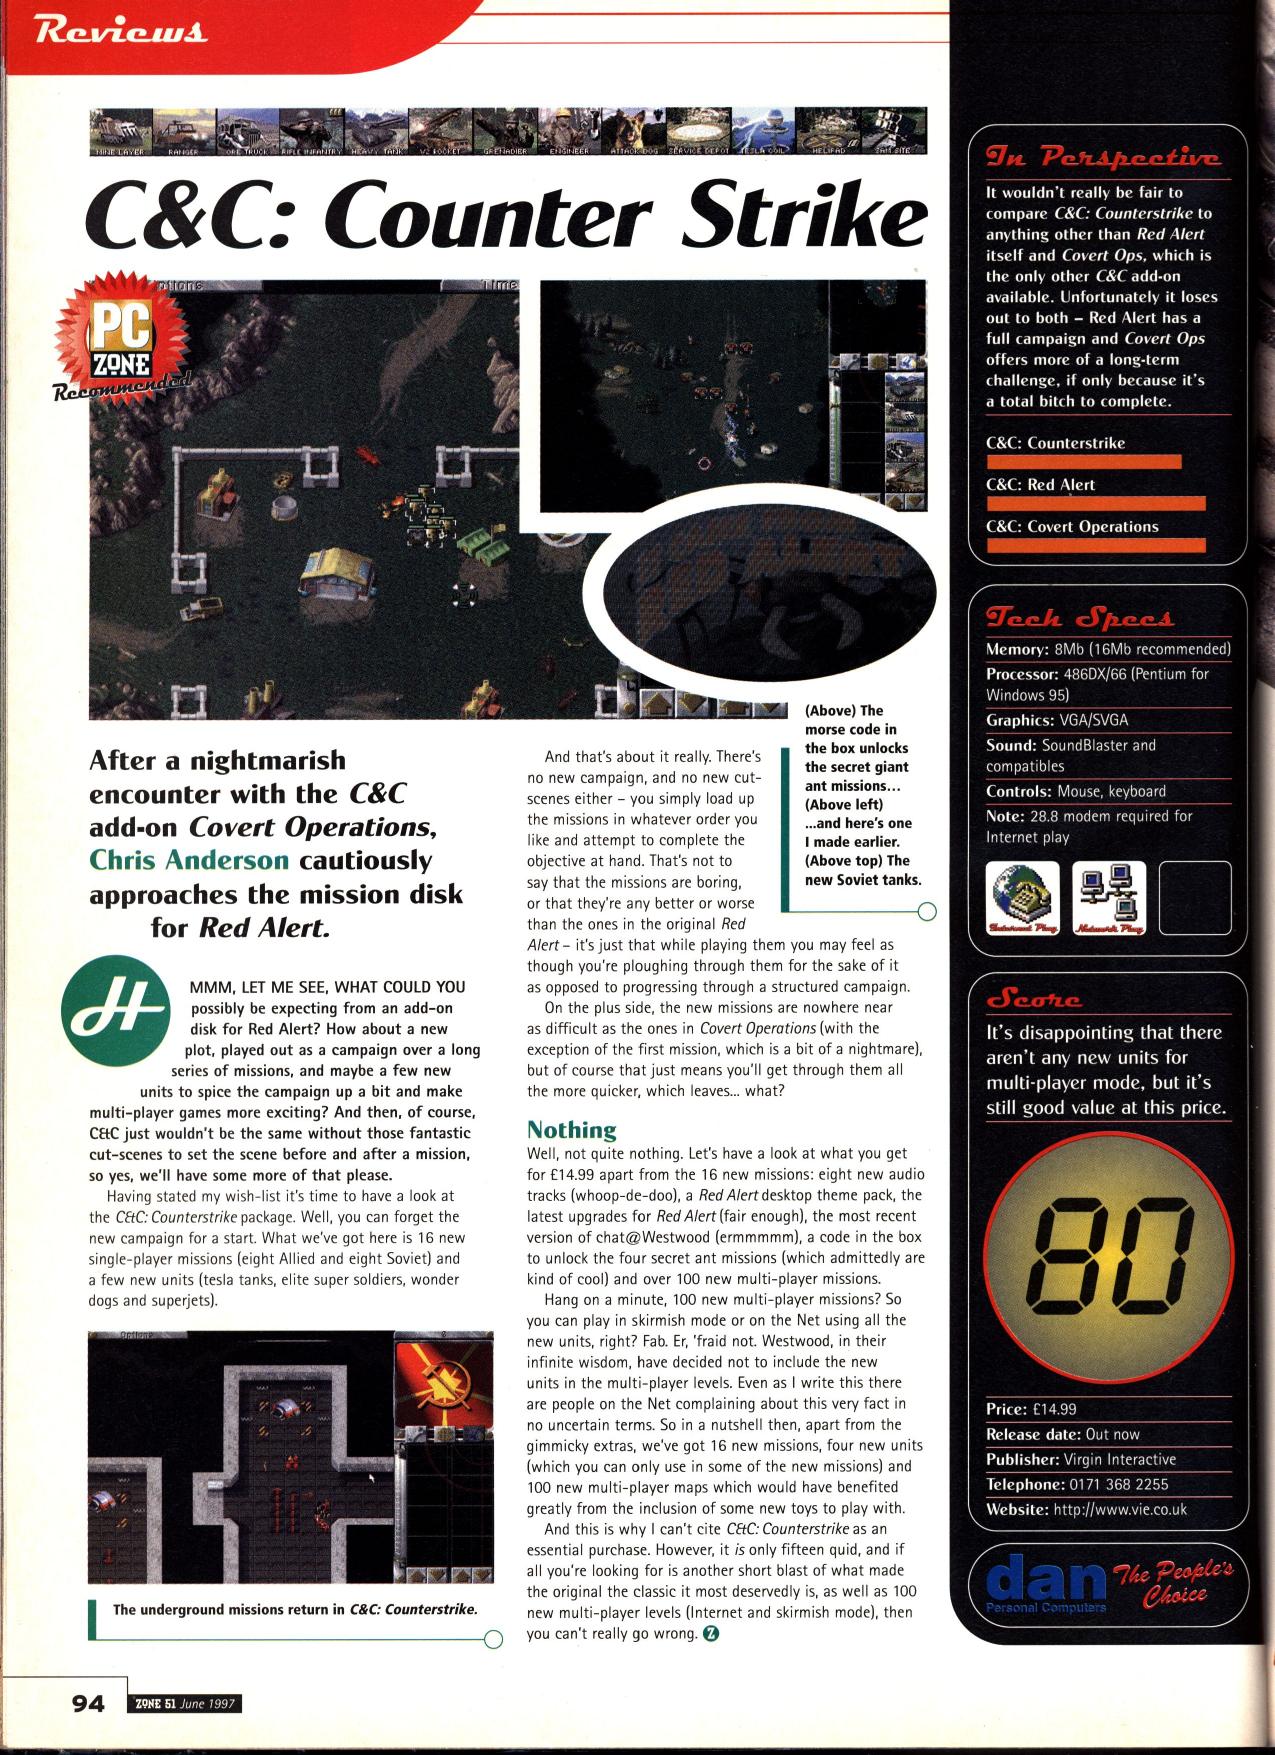 Reviews
MINE LAYER
RANGER
ORE TRUCK
RIFLE INFANTRY
HEAVY TANK
V2 ROCKET
GRENADIER
ENGINEER
ATTACK DOG
SERVICE DEPOT
TESLA COIL
HELIPAD
SAM SITE
C&C: Counter Strike
PC
ZONE
Recommended
Time
(Above) The
morse code in
the box unlocks
the secret giant
ant missions...
(Above left)
...and here's one
I made earlier.
(Above top) The
new Soviet tanks.
After a nightmarish
encounter with the C&C
add-on Covert Operations,
Chris Anderson cautiously
approaches the mission disk
for Red Alert.
HMMM, LET ME SEE, WHAT COULD YOU
possibly be expecting from an add-on
disk for Red Alert? How about a new
plot, played out as a campaign over a long
series of missions, and maybe a few new
units to spice the campaign up a bit and make
multi-player games more exciting? And then, of course,
C&C just wouldn't be the same without those fantastic
cut-scenes to set the scene before and after a mission,
so yes, we'll have some more of that please.
Having stated my wish-list it's time to have a look at
the C&C: Counterstrike package. Well, you can forget the
new campaign for a start. What we've got here is 16 new
single-player missions (eight Allied and eight Soviet) and
a few new units (tesla tanks, elite super soldiers, wonder
dogs and superjets).
Options
The underground missions return in C&C: Counterstrike.
And that's about it really. There's
no new campaign, and no new cut-
scenes either – you simply load up
the missions in whatever order you
like and attempt to complete the
objective at hand. That's not to
say that the missions are boring,
or that they're any better or worse
than the ones in the original Red
Alert – it's just that while playing them you may feel as
though you're ploughing through them for the sake of it
as opposed to progressing through a structured campaign.
On the plus side, the new missions are nowhere near
as difficult as the ones in Covert Operations (with the
exception of the first mission, which is a bit of a nightmare),
but of course that just means you'll get through them all
the more quicker, which leaves... what?
Nothing
Well, not quite nothing. Let's have a look at what you get
for £14.99 apart from the 16 new missions: eight new audio
tracks (whoop-de-doo), a Red Alert desktop theme pack, the
latest upgrades for Red Alert (fair enough), the most recent
version of chat@Westwood (ermmmmm), a code in the box
to unlock the four secret ant missions (which admittedly are
kind of cool) and over 100 new multi-player missions.
Hang on a minute, 100 new multi-player missions? So
you can play in skirmish mode or on the Net using all the
new units, right? Fab. Er, 'fraid not. Westwood, in their
infinite wisdom, have decided not to include the new
units in the multi-player levels. Even as I write this there
are people on the Net complaining about this very fact in
no uncertain terms. So in a nutshell then, apart from the
gimmicky extras, we've got 16 new missions, four new units
(which you can only use in some of the new missions) and
100 new multi-player maps which would have benefited
greatly from the inclusion of some new toys to play with.
And this is why I can't cite C&C: Counterstrike as an
essential purchase. However, it is only fifteen quid, and if
all you're looking for is another short blast of what made
the original the classic it most deservedly is, as well as 100
new multi-player levels (Internet and skirmish mode), then
you can't really go wrong. Z
In Perspective
It wouldn't really be fair to
compare C&C: Counterstrike to
anything other than Red Alert
itself and Covert Ops, which is
the only other C&C add-on
available. Unfortunately it loses
out to both – Red Alert has a
full campaign and Covert Ops
offers more of a long-term
challenge, if only because it's
a total bitch to complete.
C&C: Counterstrike
C&C: Red Alert
C&C: Covert Operations
Tech Specs
Memory: 8Mb (16Mb recommended)
Processor: 486DX/66 (Pentium for
Windows 95)
Graphics: VGA/SVGA
Sound: SoundBlaster and
compatibles
Controls: Mouse, keyboard
Note: 28.8 modem required for
Internet play
Internet Play
Network Play
Score
It's disappointing that there
aren't any new units for
multi-player mode, but it's
still good value at this price.
80
Price: £14.99
Release date: Out now
Publisher: Virgin Interactive
Telephone: 0171 368 2255
Website: http://www.vie.co.uk
dan
Personal Computers
The People's
Choice
94
ZONE 51 June 1997